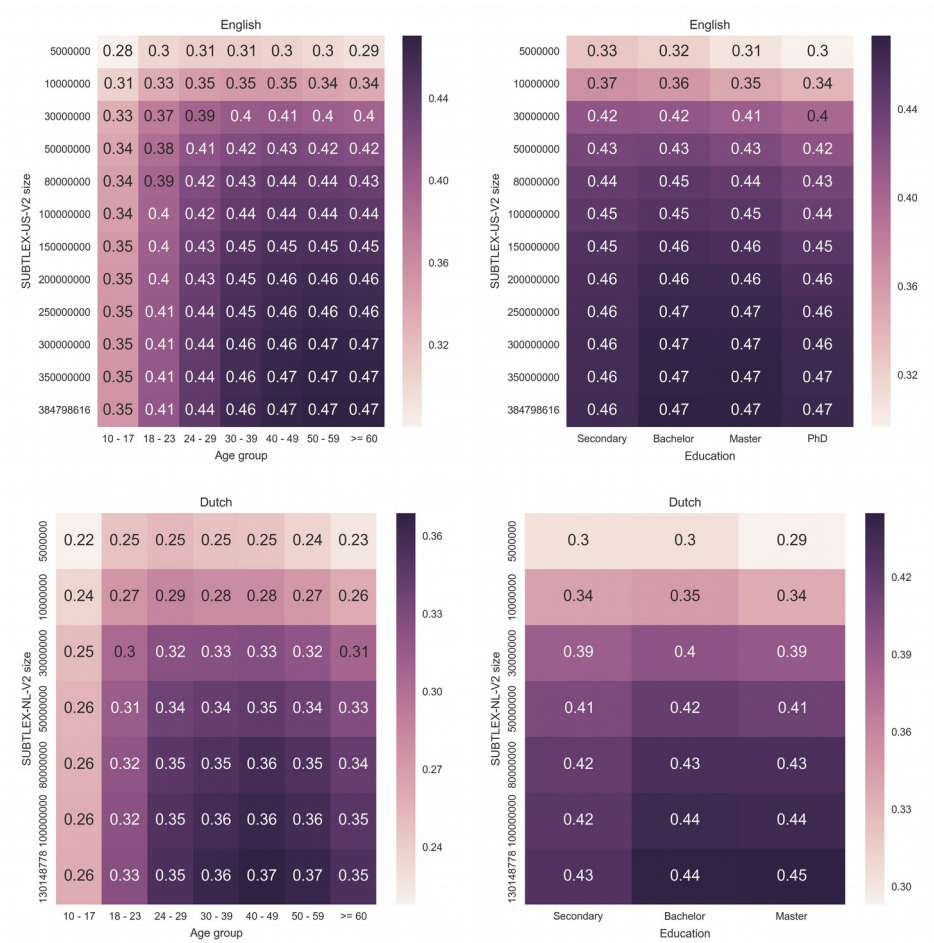 English
SUBTLEX-US-V2 size
5000000 0.28 0.3 0.31 0.31 0.3 0.3 0.29
10000000 0.31 0.33 0.35 0.35 0.35 0.34 0.34
30000000 0.33 0.37 0.39 0.4 0.41 0.4 0.4
50000000 0.34 0.38 0.41 0.42 0.43 0.42 0.42
80000000 0.34 0.39 0.42 0.43 0.44 0.44 0.43
100000000 0.34 0.4 0.42 0.44 0.44 0.44 0.44
150000000 0.35 0.4 0.43 0.45 0.45 0.45 0.45
200000000 0.35 0.4 0.43 0.45 0.46 0.46 0.46
250000000 0.35 0.41 0.44 0.45 0.46 0.46 0.46
300000000 0.35 0.41 0.44 0.46 0.46 0.47 0.47
350000000 0.35 0.41 0.44 0.46 0.47 0.47 0.47
384798616 0.35 0.41 0.44 0.46 0.47 0.47 0.47
10 - 17 18 - 23 24 - 29 30 - 39 40 - 49 50 - 59 >= 60
Age group
0.44
0.40
0.36
0.32
English
SUBTLEX-US-V2 size
5000000 0.33 0.32 0.31 0.3
10000000 0.37 0.36 0.35 0.34
30000000 0.42 0.42 0.41 0.4
50000000 0.43 0.43 0.43 0.42
80000000 0.44 0.45 0.44 0.43
100000000 0.45 0.45 0.45 0.44
150000000 0.45 0.46 0.46 0.45
200000000 0.46 0.46 0.46 0.46
250000000 0.46 0.47 0.47 0.46
300000000 0.46 0.47 0.47 0.46
350000000 0.46 0.47 0.47 0.47
384798616 0.46 0.47 0.47 0.47
Secondary Bachelor Master PhD
Education
0.44
0.40
0.36
0.32
Dutch
SUBTLEX-NL-V2 size
5000000 0.22 0.25 0.25 0.25 0.25 0.24 0.23
10000000 0.24 0.27 0.29 0.28 0.28 0.27 0.26
30000000 0.25 0.3 0.32 0.33 0.33 0.32 0.31
50000000 0.26 0.31 0.34 0.34 0.35 0.34 0.33
80000000 0.26 0.32 0.35 0.35 0.36 0.35 0.34
100000000 0.26 0.32 0.35 0.36 0.36 0.36 0.35
130148778 0.26 0.33 0.35 0.36 0.37 0.37 0.35
10 - 17 18 - 23 24 - 29 30 - 39 40 - 49 50 - 59 >= 60
Age group
0.36
0.33
0.30
0.27
0.24
Dutch
SUBTLEX-NL-V2 size
5000000 0.3 0.3 0.29
10000000 0.34 0.35 0.34
30000000 0.39 0.4 0.39
50000000 0.41 0.42 0.41
80000000 0.42 0.43 0.43
100000000 0.42 0.44 0.44
130148778 0.43 0.44 0.45
Secondary Bachelor Master
Education
0.42
0.39
0.36
0.33
0.30